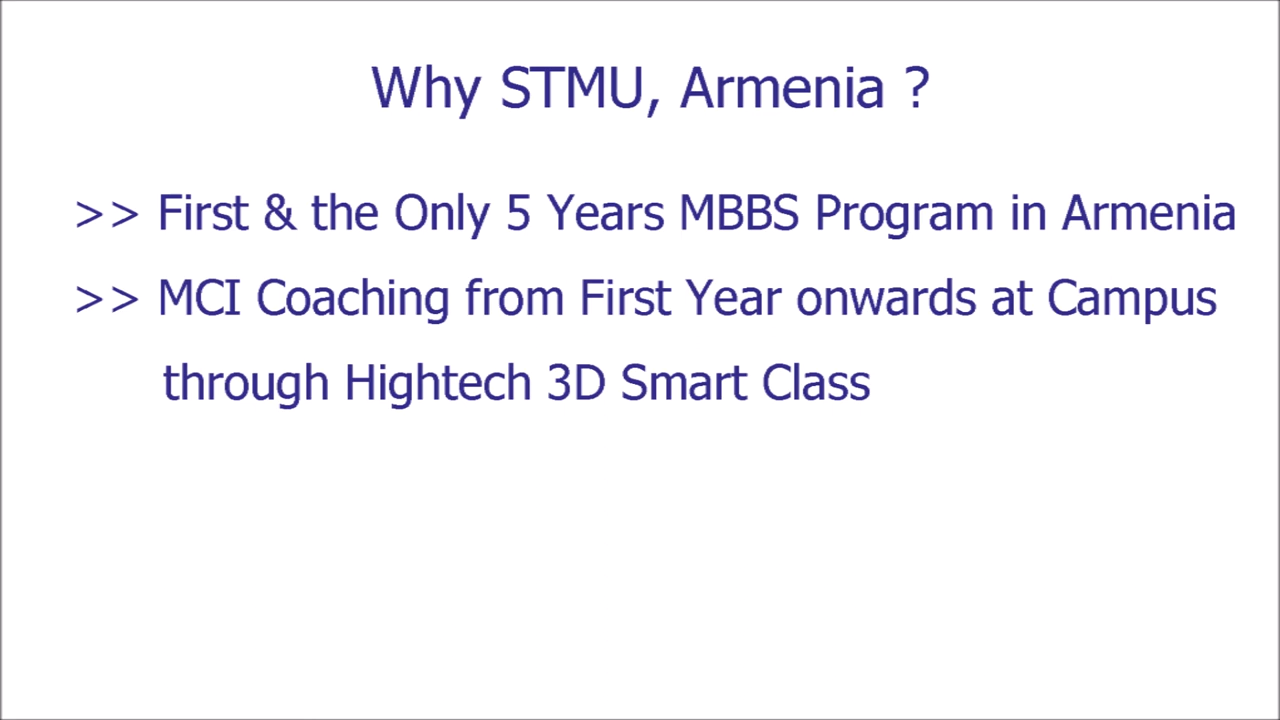 Why STMU, Armenia ?
>> First & the Only 5 Years MBBS Program in Armenia
>> MCI Coaching from First Year onwards at Campus
through Hightech 3D Smart Class